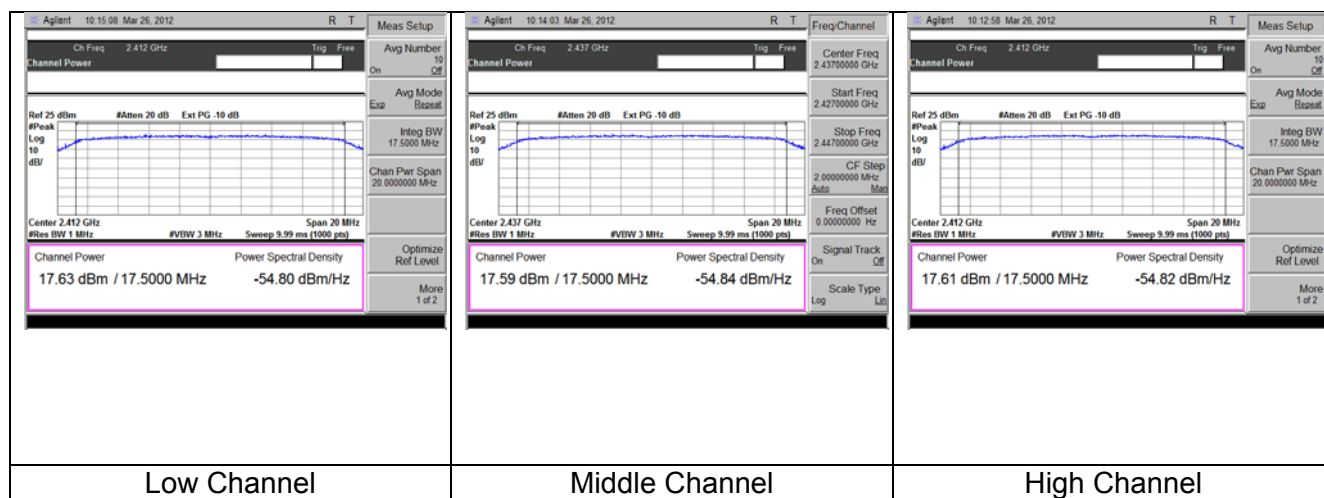 Agilent 10:15:08 Mar 26, 2012 R T
Ch Freq 2.412 GHz Trig Free
Channel Power
Ref 25 dBm #Atten 20 dB Ext PG -10 dB
#Peak
Log
10
dB/
Center 2.412 GHz Span 20 MHz
#Res BW 1 MHz #VBW 3 MHz Sweep 9.99 ms (1000 pts)
Channel Power Power Spectral Density
17.63 dBm / 17.5000 MHz -54.80 dBm/Hz
Meas Setup
Avg Number
10
On Off
Avg Mode
Exp Repeat
Integ BW
17.5000 MHz
Chan Pwr Span
20.0000000 MHz
Optimize
Ref Level
More
1 of 2
Low Channel
Agilent 10:14:03 Mar 26, 2012 R T
Ch Freq 2.437 GHz Trig Free
Channel Power
Ref 25 dBm #Atten 20 dB Ext PG -10 dB
#Peak
Log
10
dB/
Center 2.437 GHz Span 20 MHz
#Res BW 1 MHz #VBW 3 MHz Sweep 9.99 ms (1000 pts)
Channel Power Power Spectral Density
17.59 dBm / 17.5000 MHz -54.84 dBm/Hz
Freq/Channel
Center Freq
2.43700000 GHz
Start Freq
2.42700000 GHz
Stop Freq
2.44700000 GHz
CF Step
2.00000000 MHz
Auto Man
Freq Offset
0.00000000 Hz
Signal Track
On Off
Scale Type
Log Lin
Middle Channel
Agilent 10:12:58 Mar 26, 2012 R T
Ch Freq 2.412 GHz Trig Free
Channel Power
Ref 25 dBm #Atten 20 dB Ext PG -10 dB
#Peak
Log
10
dB/
Center 2.412 GHz Span 20 MHz
#Res BW 1 MHz #VBW 3 MHz Sweep 9.99 ms (1000 pts)
Channel Power Power Spectral Density
17.61 dBm / 17.5000 MHz -54.82 dBm/Hz
Meas Setup
Avg Number
10
On Off
Avg Mode
Exp Repeat
Integ BW
17.5000 MHz
Chan Pwr Span
20.0000000 MHz
Optimize
Ref Level
More
1 of 2
High Channel